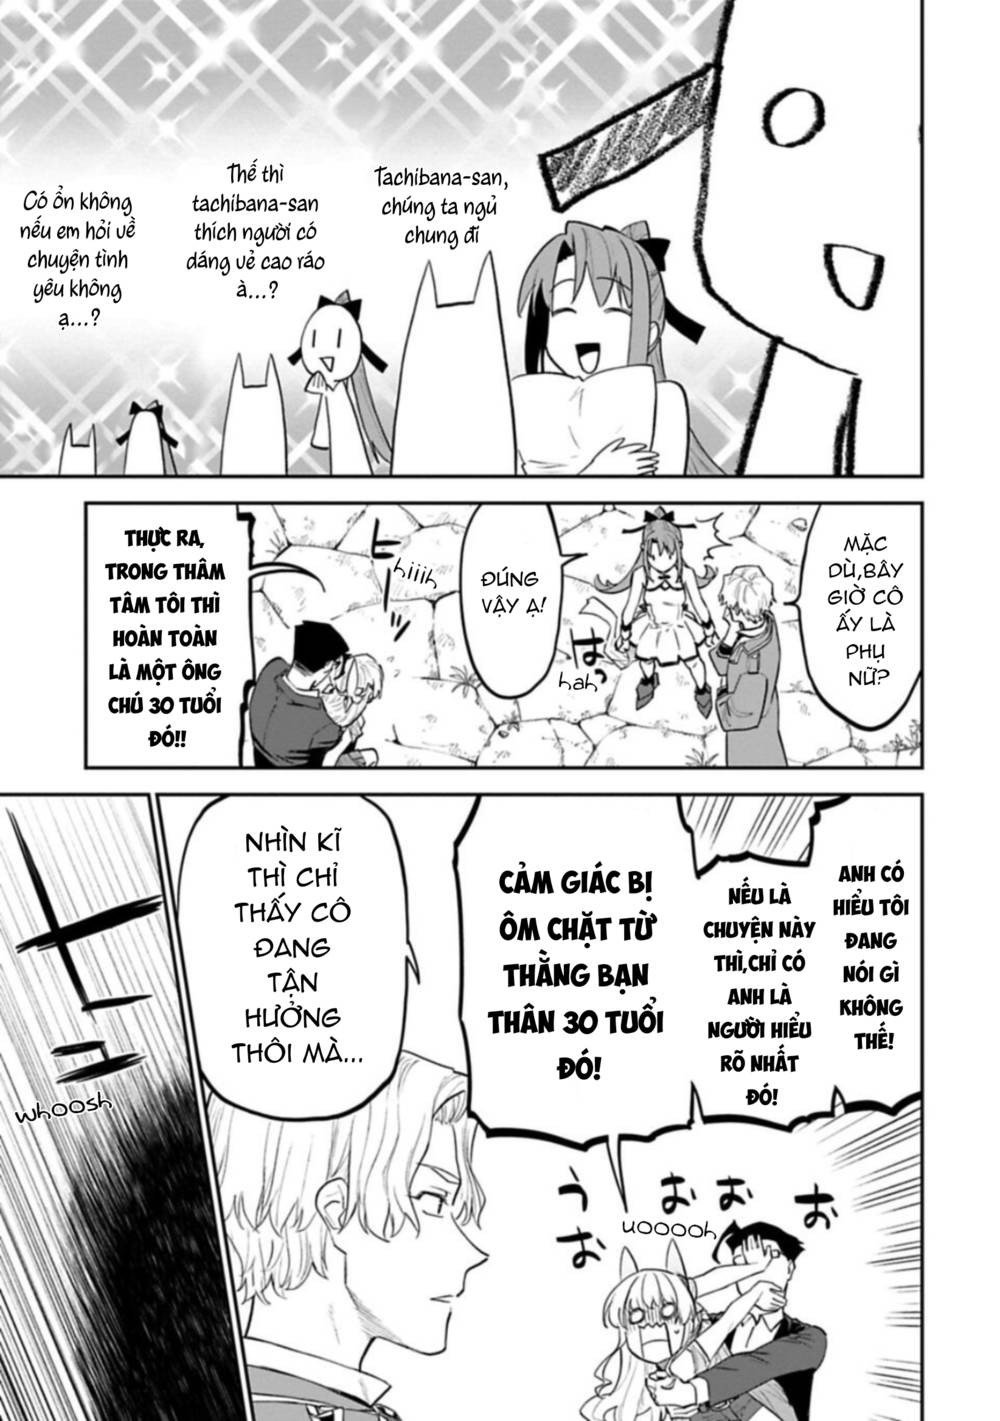 Tachibana-san,
chúng ta ngủ
chung đi
Thế thì
tachibana-san
thích người có
dáng vẻ cao ráo
à...?
Có ổn không
nếu em hỏi về
chuyện tình
yêu không
ạ...?
MẶC
DÙ,BÂY
GIỜ CÔ
ẤY LÀ
PHỤ
NỮ?
ĐÚNG
VẬY Ạ!
はっ
hah
hiiih
THỰC RA,
TRONG THÂM
TÂM TÔI THÌ
HOÀN TOÀN
LÀ MỘT ÔNG
CHÚ 30 TUỔI
ĐÓ!!
ANH CÓ
HIỂU TÔI
ĐANG
NÓI GÌ
KHÔNG
THẾ!
NẾU LÀ
CHUYỆN NÀY
THÌ,CHỈ CÓ
ANH LÀ
NGƯỜI HIỂU
RÕ NHẤT
ĐÓ!
CẢM GIÁC BỊ
ÔM CHẶT TỪ
THẰNG BẠN
THÂN 30 TUỔI
ĐÓ!
うおおおお
uoooooh
NHÌN KĨ
THÌ CHỈ
THẤY CÔ
ĐANG
TẬN
HƯỞNG
THÔI MÀ...
whoosh